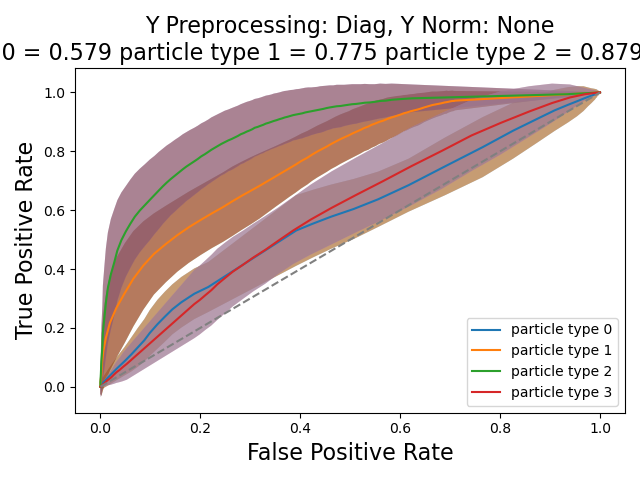 Y Preprocessing: Diag, Y Norm: None
0 = 0.579 particle type 1 = 0.775 particle type 2 = 0.879
True Positive Rate
1.0
0.8
0.6
0.4
0.2
0.0
particle type 0
particle type 1
particle type 2
particle type 3
0.0 0.2 0.4 0.6 0.8 1.0
False Positive Rate